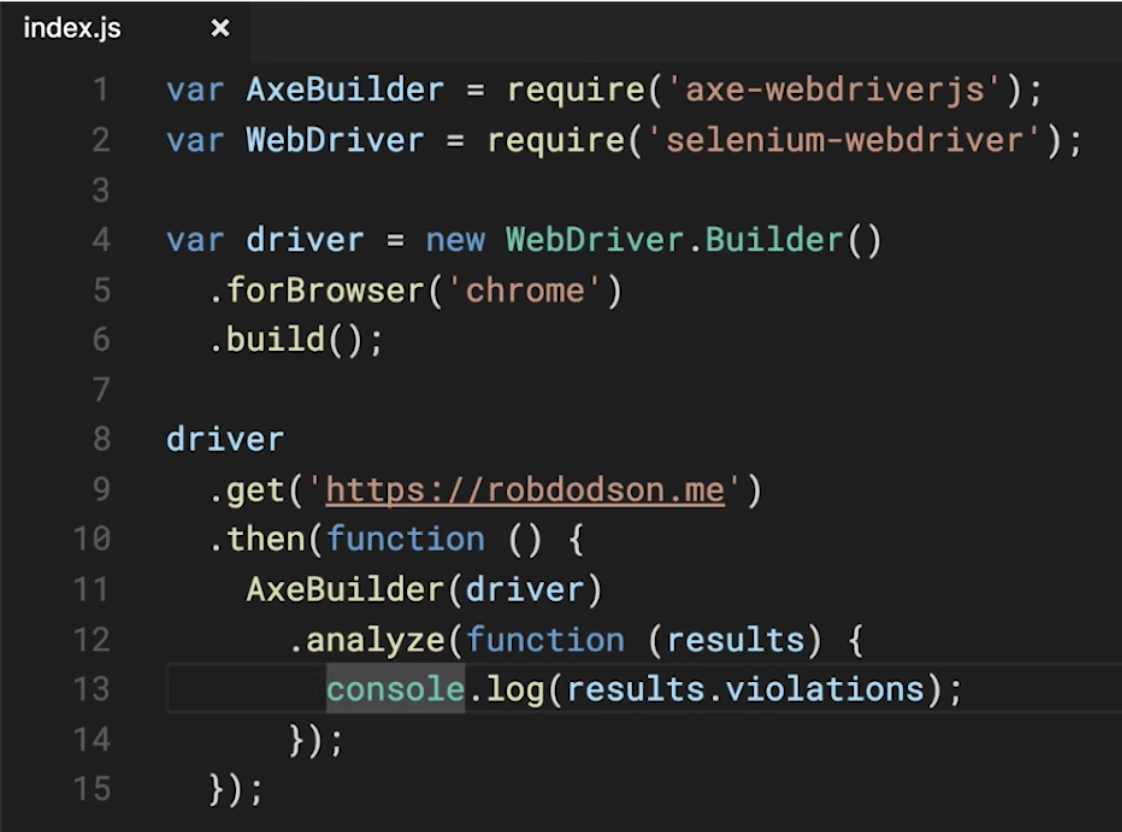 index.js ×
1 var AxeBuilder = require('axe-webdriverjs');
2 var WebDriver = require('selenium-webdriver');
3
4 var driver = new WebDriver.Builder()
5   .forBrowser('chrome')
6   .build();
7
8 driver
9   .get('https://robdodson.me')
10   .then(function () {
11     AxeBuilder(driver)
12       .analyze(function (results) {
13         console.log(results.violations);
14       });
15   });